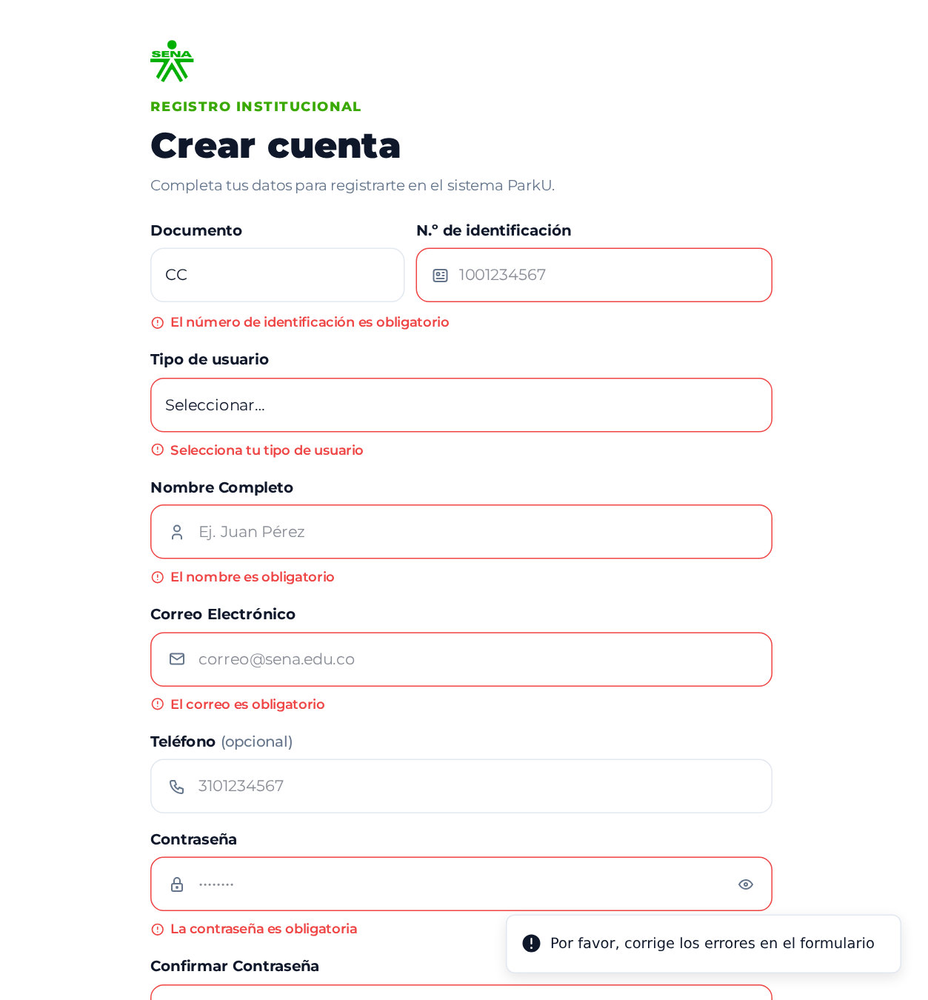 SENA
REGISTRO INSTITUCIONAL
Crear cuenta
Completa tus datos para registrarte en el sistema ParkU.
Documento
N.º de identificación
CC
1001234567
El número de identificación es obligatorio
Tipo de usuario
Seleccionar...
Selecciona tu tipo de usuario
Nombre Completo
Ej. Juan Pérez
El nombre es obligatorio
Correo Electrónico
correo@sena.edu.co
El correo es obligatorio
Teléfono (opcional)
3101234567
Contraseña
••••••••
La contraseña es obligatoria
Por favor, corrige los errores en el formulario
Confirmar Contraseña